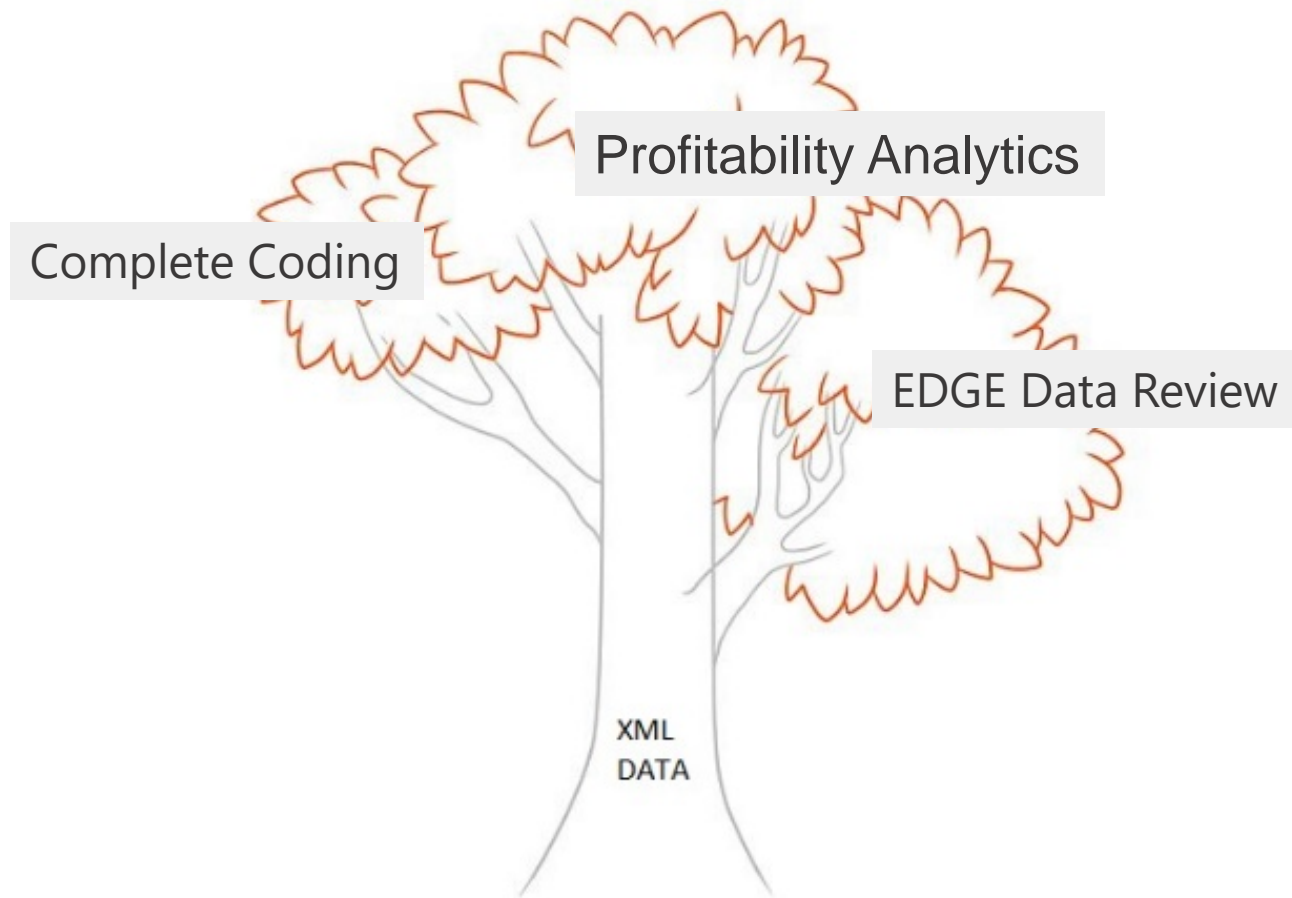 Profitability Analytics
Complete Coding
EDGE Data Review
XML
DATA